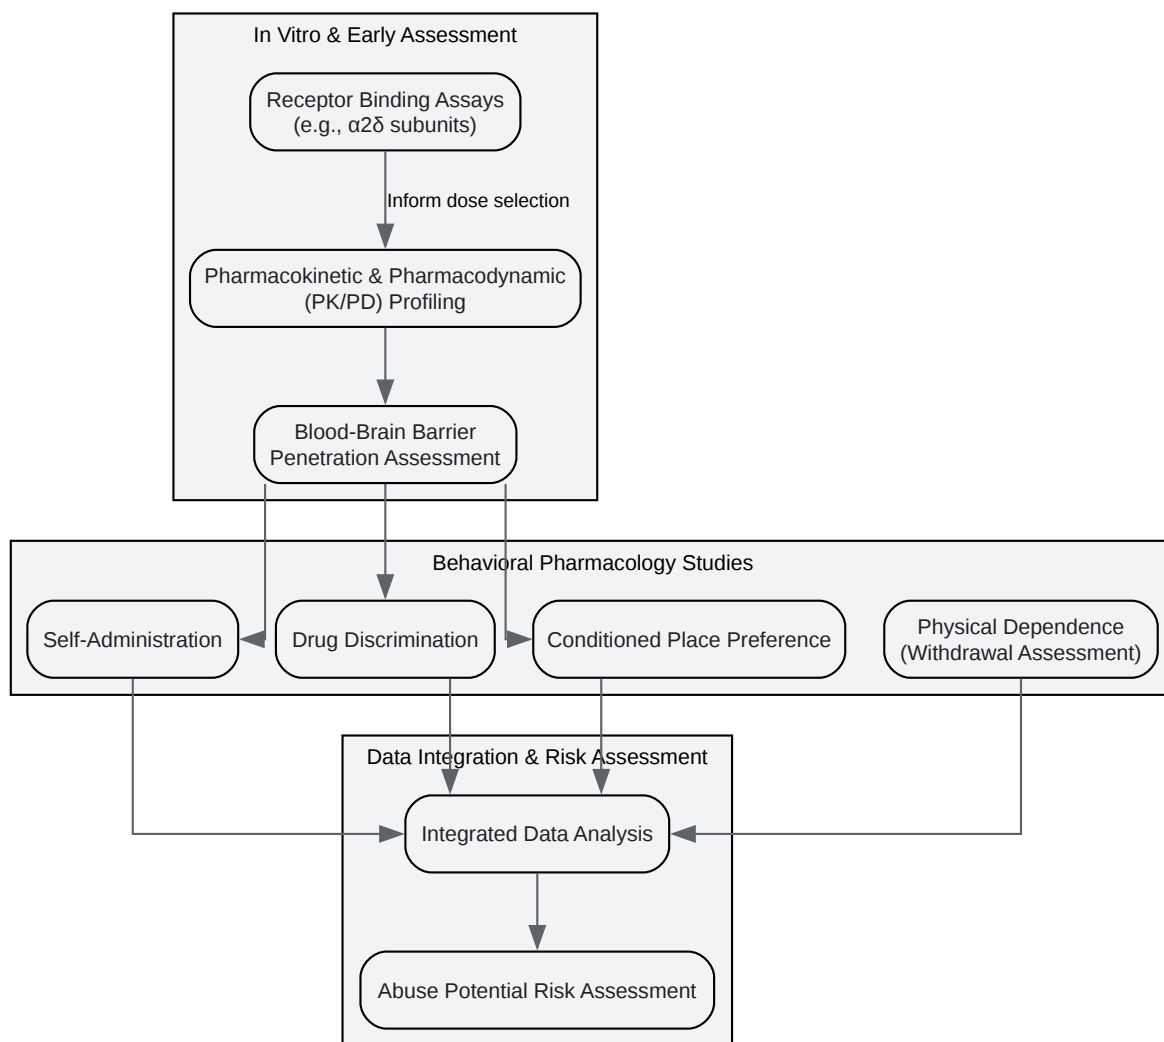 In Vitro & Early Assessment
Receptor Binding Assays
(e.g., α2δ subunits)
Inform dose selection
Pharmacokinetic & Pharmacodynamic
(PK/PD) Profiling
Blood-Brain Barrier
Penetration Assessment
Behavioral Pharmacology Studies
Self-Administration
Drug Discrimination
Conditioned Place Preference
Physical Dependence
(Withdrawal Assessment)
Data Integration & Risk Assessment
Integrated Data Analysis
Abuse Potential Risk Assessment